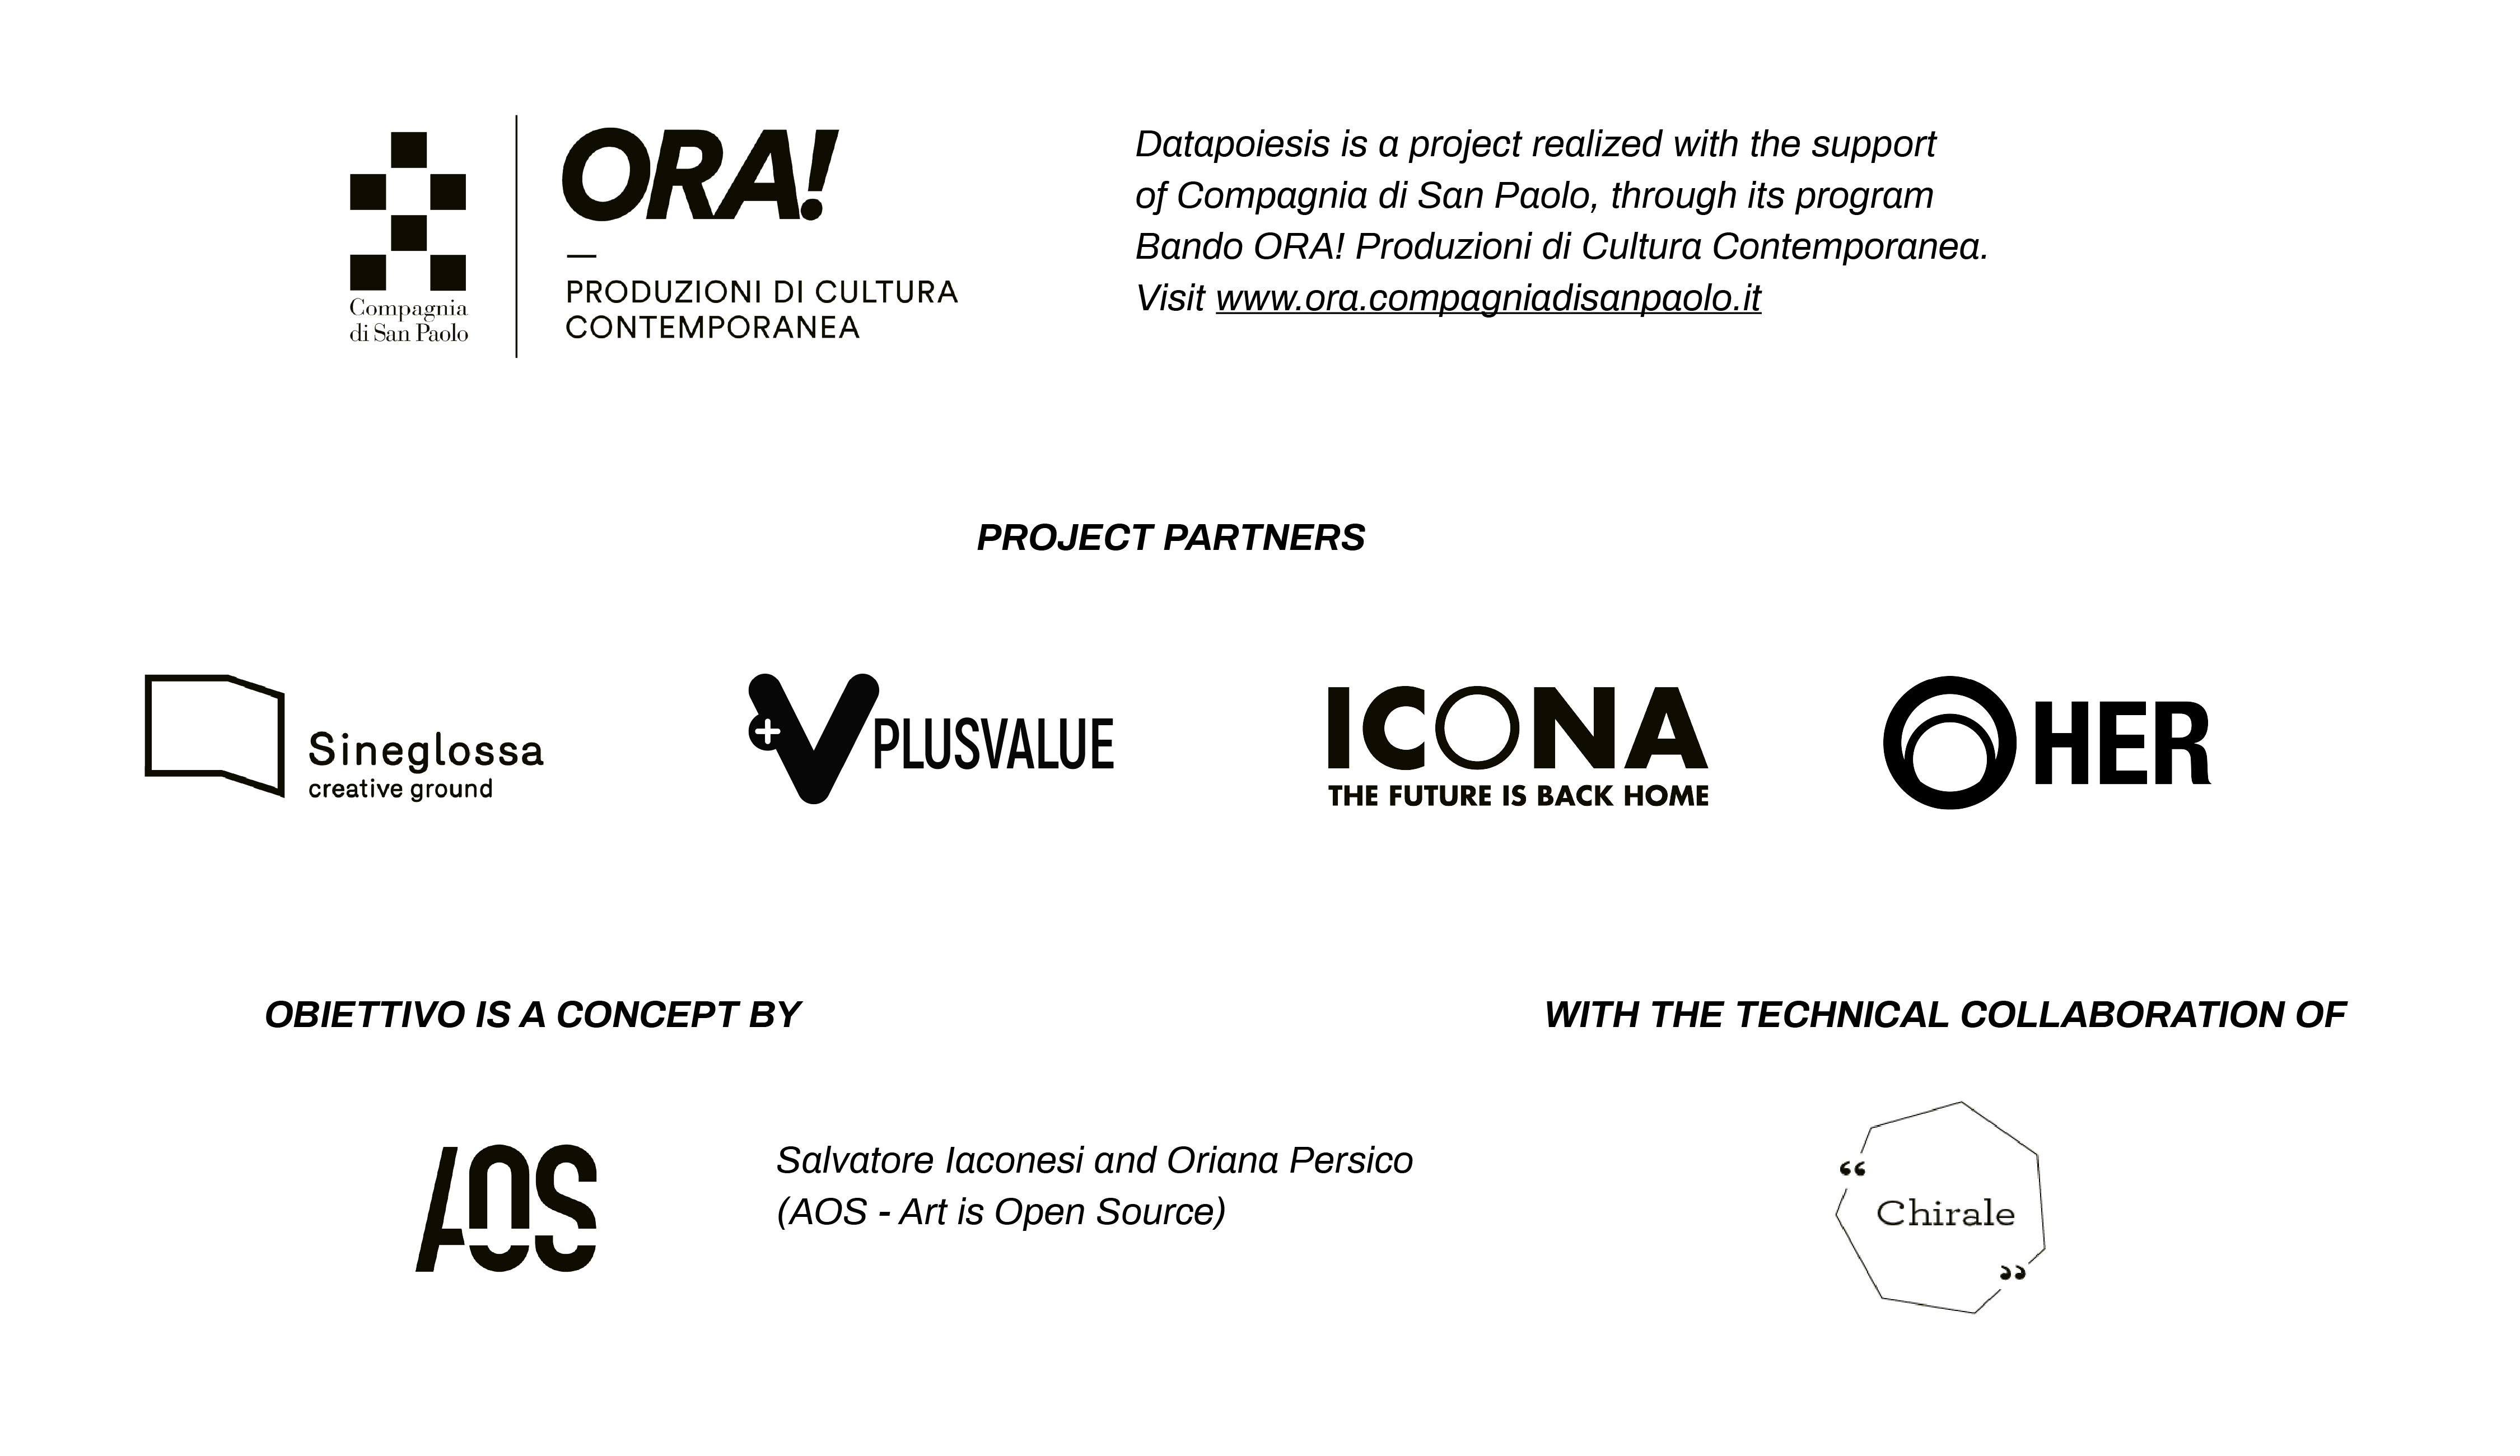 Compagnia
di San Paolo
ORA!
—
PRODUZIONI DI CULTURA
CONTEMPORANEA
Datapoiesis is a project realized with the support
of Compagnia di San Paolo, through its program
Bando ORA! Produzioni di Cultura Contemporanea.
Visit www.ora.compagniadisanpaolo.it
PROJECT PARTNERS
Sineglossa
creative ground
+V PLUSVALUE
ICONA
THE FUTURE IS BACK HOME
HER
OBIETTIVO IS A CONCEPT BY
AOS
Salvatore Iaconesi and Oriana Persico
(AOS - Art is Open Source)
WITH THE TECHNICAL COLLABORATION OF
“ Chirale ”